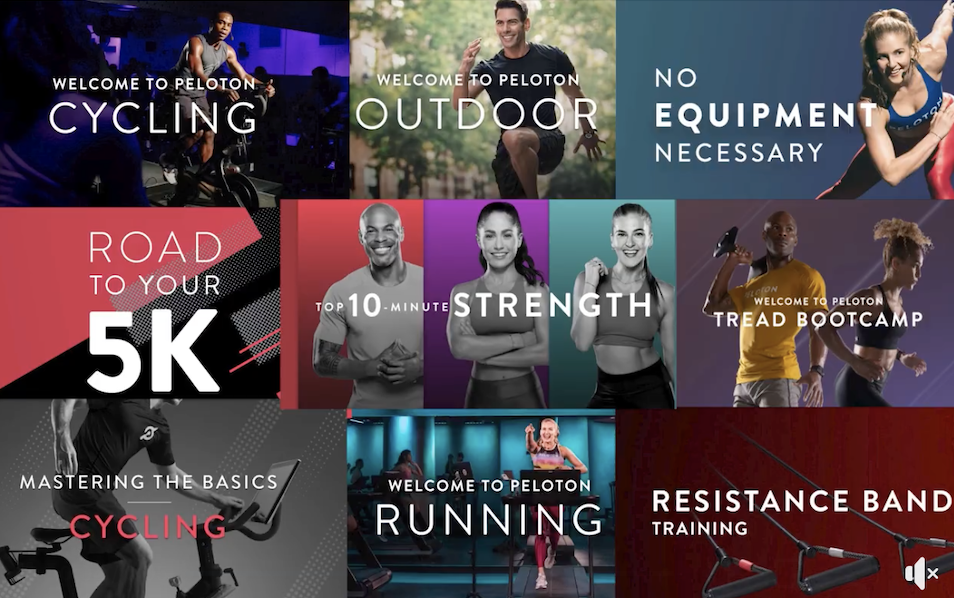 WELCOME TO PELOTON
CYCLING
WELCOME TO PELOTON
OUTDOOR
NO
EQUIPMENT
NECESSARY
PELOTON
ROAD
TO YOUR
5K
TOP 10-MINUTE STRENGTH
PELOTON
WELCOME TO PELOTON
TREAD BOOTCAMP
MASTERING THE BASICS
CYCLING
WELCOME TO PELOTON
RUNNING
RESISTANCE BAND
TRAINING